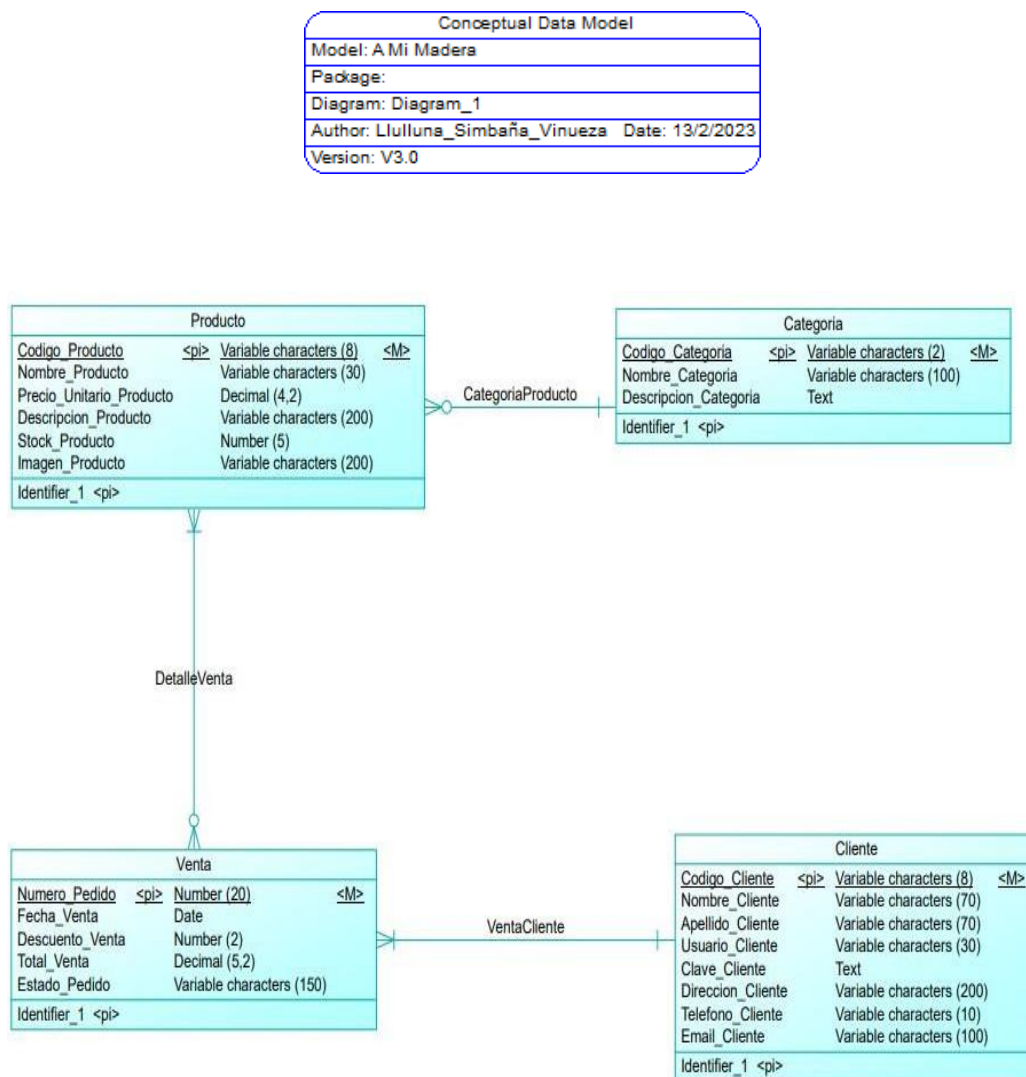 Conceptual Data Model
Model: A Mi Madera
Package:
Diagram: Diagram_1
Author: Llulluna_Simbaña_Vinueza Date: 13/2/2023
Version: V3.0
Producto
Codigo_Producto <pi> Variable characters (8) <M>
Nombre_Producto Variable characters (30)
Precio_Unitario_Producto Decimal (4,2)
Descripcion_Producto Variable characters (200)
Stock_Producto Number (5)
Imagen_Producto Variable characters (200)
Identifier_1 <pi>
CategoriaProducto
Categoria
Codigo_Categoria <pi> Variable characters (2) <M>
Nombre_Categoria Variable characters (100)
Descripcion_Categoria Text
Identifier_1 <pi>
DetalleVenta
Venta
Numero_Pedido <pi> Number (20) <M>
Fecha_Venta Date
Descuento_Venta Number (2)
Total_Venta Decimal (5,2)
Estado_Pedido Variable characters (150)
Identifier_1 <pi>
VentaCliente
Cliente
Codigo_Cliente <pi> Variable characters (8) <M>
Nombre_Cliente Variable characters (70)
Apellido_Cliente Variable characters (70)
Usuario_Cliente Variable characters (30)
Clave_Cliente Text
Direccion_Cliente Variable characters (200)
Telefono_Cliente Variable characters (10)
Email_Cliente Variable characters (100)
Identifier_1 <pi>